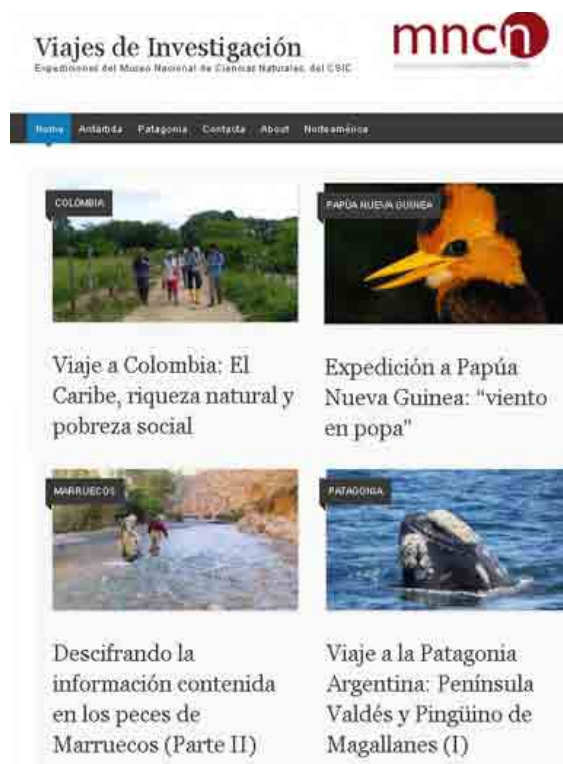 Viajes de Investigación
mncn
Expediciones del Museo Nacional de Ciencias Naturales, del CSIC
Home Antártida Patagonia Contacta About Norteamérica
COLOMBIA
PAPÚA NUEVA GUINEA
Viaje a Colombia: El
Caribe, riqueza natural y
pobreza social
Expedición a Papúa
Nueva Guinea: “viento
en popa”
MARRUECOS
PATAGONIA
Descifrando la
información contenida
en los peces de
Marruecos (Parte II)
Viaje a la Patagonia
Argentina: Península
Valdés y Pingüino de
Magallanes (I)